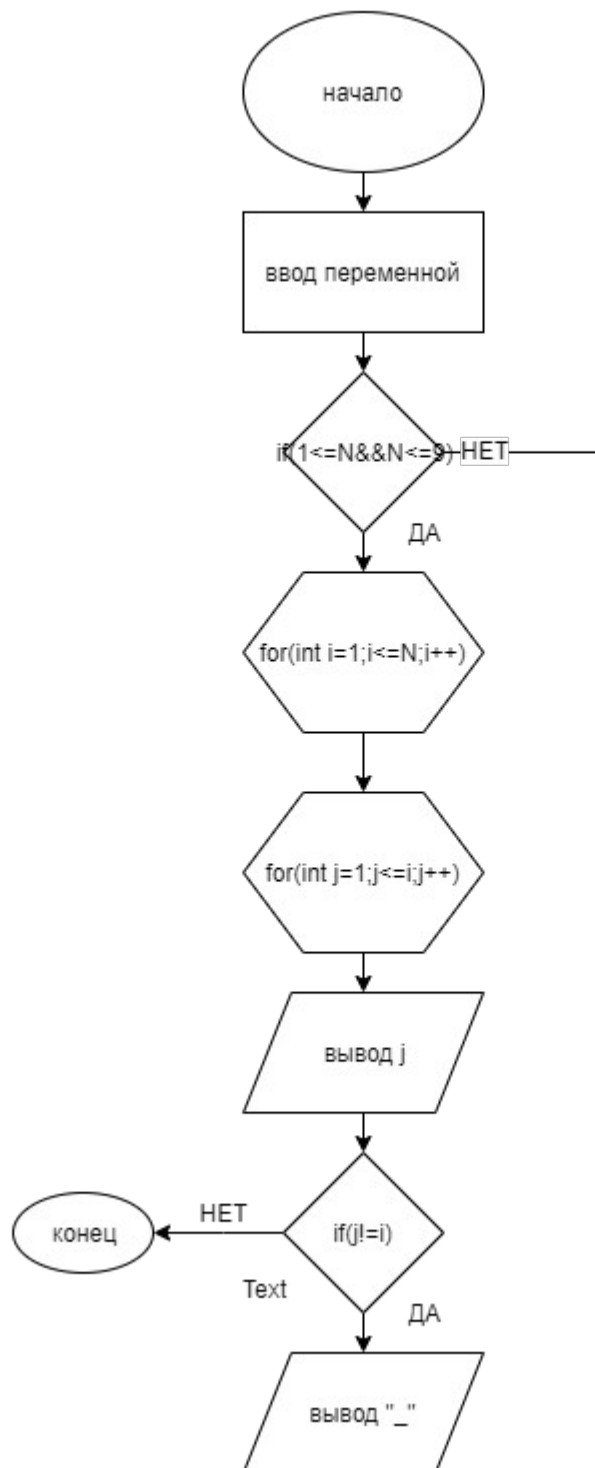 начало
ввод переменной
if(1<=N&&N<=9)
НЕТ
ДА
for(int i=1;i<=N;i++)
for(int j=1;j<=i;j++)
вывод j
if(j!=i)
НЕТ
конец
Text
ДА
вывод "_"